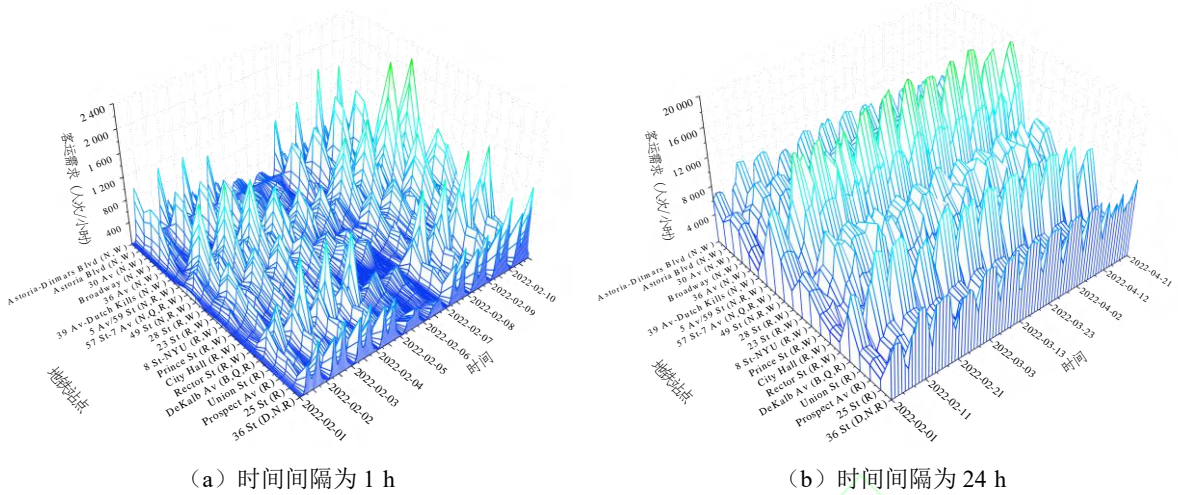 2 400
2 000
1 600
1 200
800
400
客运需求（人次/小时）
Astoria-Ditmars Blvd (N,W)
Astoria Blvd (N,W)
30 Av (N,W)
Broadway (N,W)
36 Av (N,W)
39 Av-Dutch Kills (N,W)
5 Av/59 St (N,R,W)
57 St-7 Av (N,Q,R,W)
49 St (N,R,W)
28 St (R,W)
23 St (R,W)
8 St-NYU (R,W)
Prince St (R,W)
City Hall (R,W)
Rector St (R,W)
DeKalb Av (B,Q,R)
Union St (R)
Prospect Av (R)
25 St (R)
36 St (D,N,R)
地铁站点
2022-02-01
2022-02-02
2022-02-03
2022-02-04
2022-02-05
2022-02-06
2022-02-07
2022-02-08
2022-02-09
2022-02-10
时间
（a）时间间隔为 1 h
20 000
16 000
12 000
8 000
4 000
客运需求（人次/小时）
Astoria-Ditmars Blvd (N,W)
Astoria Blvd (N,W)
30 Av (N,W)
Broadway (N,W)
36 Av (N,W)
39 Av-Dutch Kills (N,W)
5 Av/59 St (N,R,W)
57 St-7 Av (N,Q,R,W)
49 St (N,R,W)
28 St (R,W)
23 St (R,W)
8 St-NYU (R,W)
Prince St (R,W)
City Hall (R,W)
Rector St (R,W)
DeKalb Av (B,Q,R)
Union St (R)
Prospect Av (R)
25 St (R)
36 St (D,N,R)
地铁站点
2022-02-01
2022-02-11
2022-02-21
2022-03-03
2022-03-13
2022-03-23
2022-04-02
2022-04-12
2022-04-21
时间
（b）时间间隔为 24 h